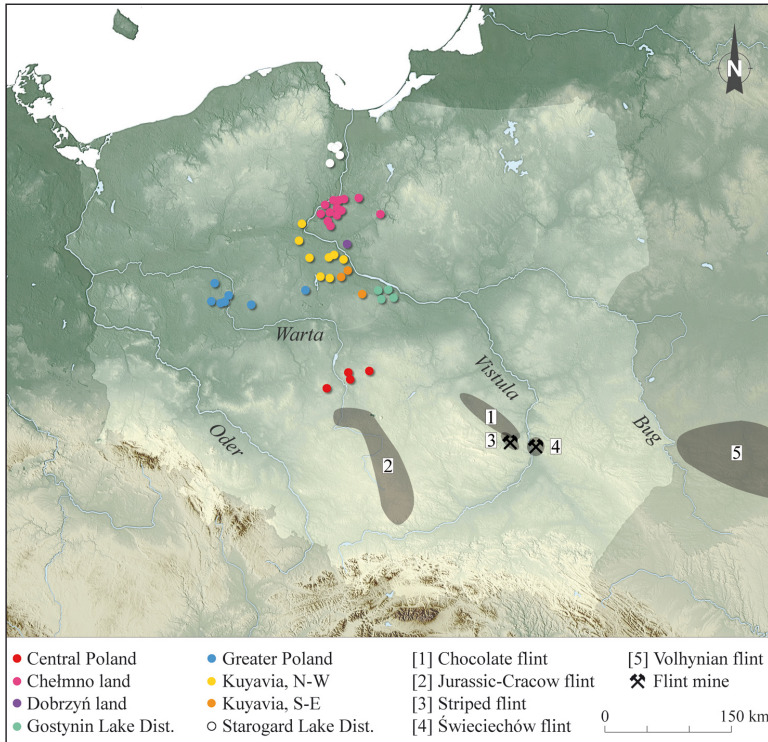 N
Warta
Vistula
Oder
Bug
1
2
3
4
5
Central Poland
Chełmno land
Dobrzyń land
Gostynin Lake Dist.
Greater Poland
Kuyavia, N-W
Kuyavia, S-E
Starogard Lake Dist.
[1] Chocolate flint
[2] Jurassic-Cracow flint
[3] Striped flint
[4] Świeciechów flint
[5] Volhynian flint
Flint mine
0 150 km